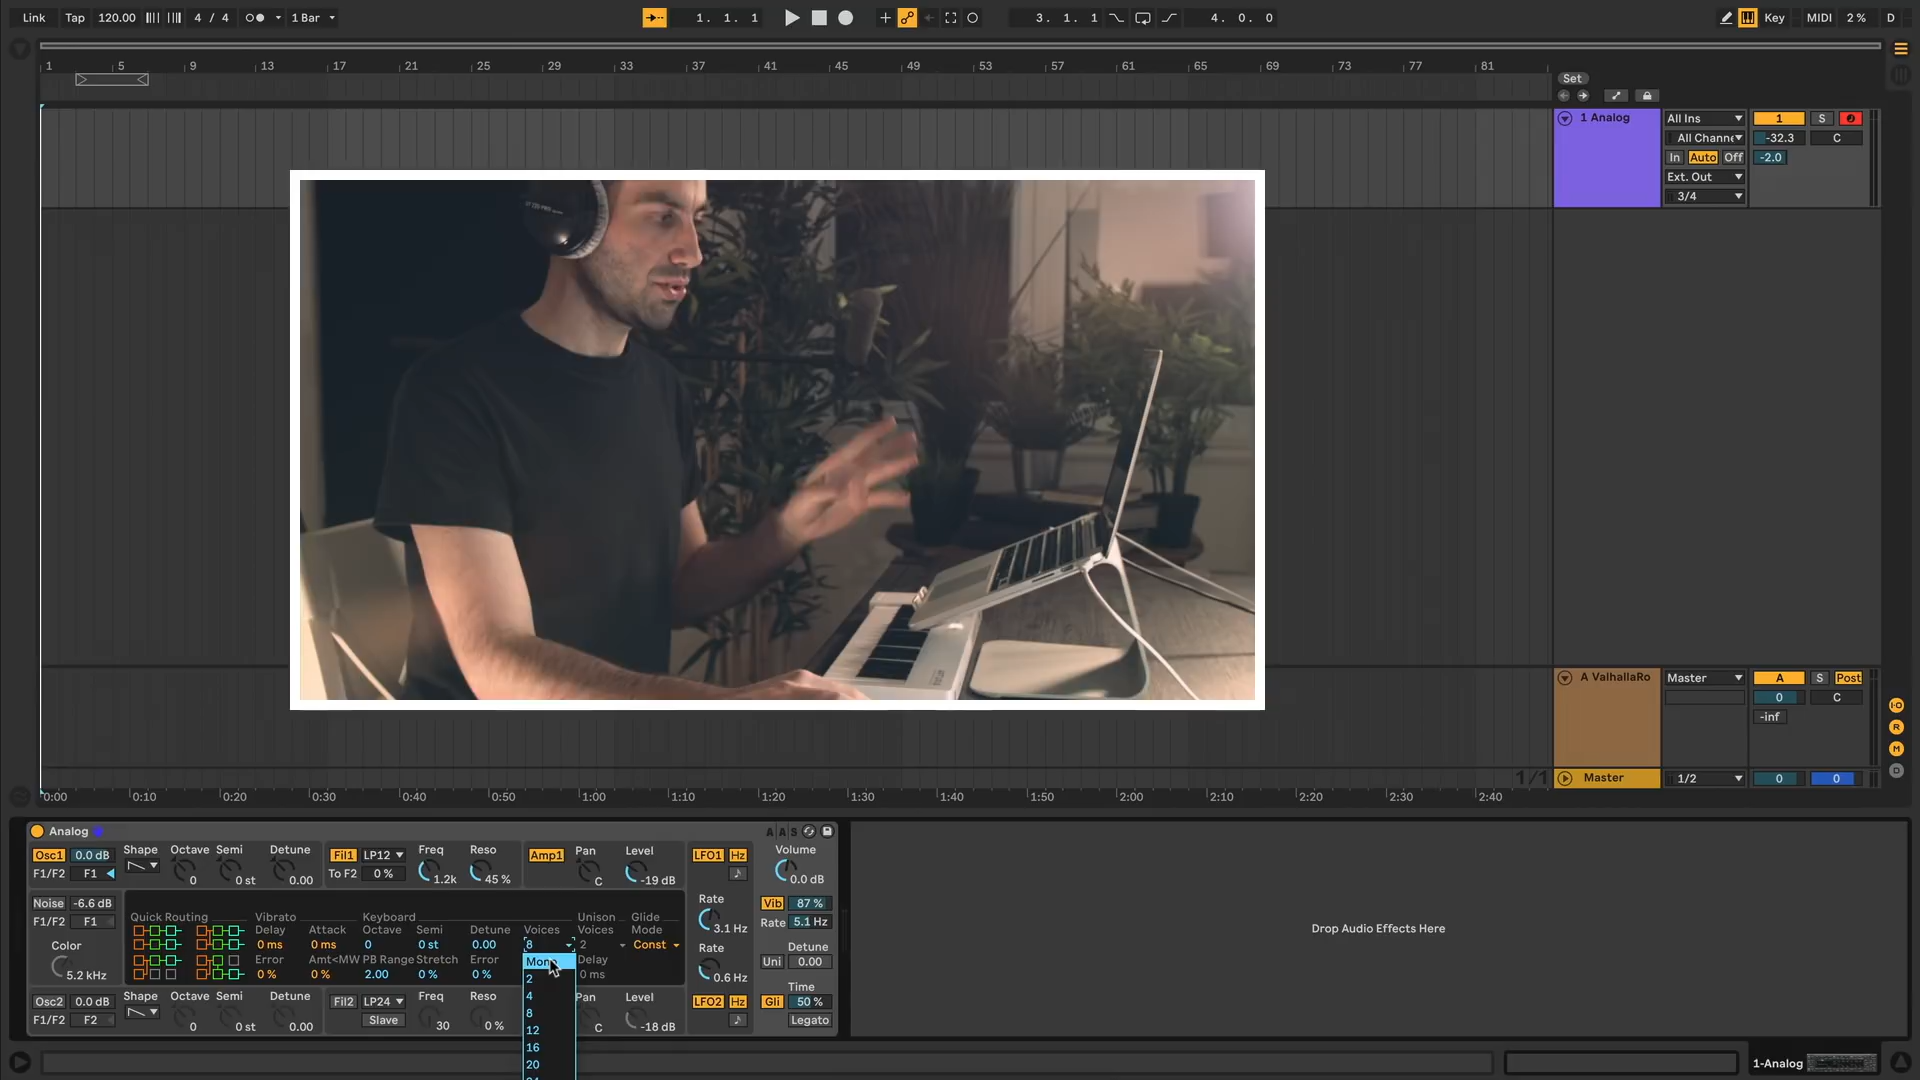 Link Tap 120.00 4 / 4 1 Bar 1. 1. 1 3. 1. 1 4. 0. 0 Key MIDI 2 % D
1 5 9 13 17 21 25 29 33 37 41 45 49 53 57 61 65 69 73 77 81
Set
1 Analog All Ins 1 S
All Channe -32.3 C
In Auto Off -2.0
Ext. Out
3/4
A ValhallaRo Master A S Post
0 C
-inf
I·O
R
M
D
1/1 Master 1/2 0 0
0:00 0:10 0:20 0:30 0:40 0:50 1:00 1:10 1:20 1:30 1:40 1:50 2:00 2:10 2:20 2:30 2:40
Analog A A S
Osc1 0.0 dB Shape Octave Semi Detune Fil1 LP12 Freq Reso Amp1 Pan Level LFO1 Hz Volume
F1/F2 F1 0 0 st 0.00 To F2 0 % 1.2k 45 % C -19 dB 0.0 dB
Noise -6.6 dB Rate Vib 87 %
F1/F2 F1 Quick Routing Vibrato Keyboard Unison Glide 3.1 Hz Rate 5.1 Hz
Delay Attack Octave Semi Detune Voices Voices Mode
Color 0 ms 0 ms 0 0 st 0.00 8 2 Const Rate Detune
Error Amt<MW PB Range Stretch Error Mono Delay Uni 0.00
5.2 kHz 0 % 0 % 2.00 0 % 0 % 2 0 ms 0.6 Hz
Osc2 0.0 dB Shape Octave Semi Detune Fil2 LP24 Freq Reso 4 Pan Level LFO2 Hz Time
Gli 50 %
F1/F2 F2 0 0 st 0.00 Slave 30 0 % 8 C -18 dB Legato
12
16
20
Drop Audio Effects Here
1-Analog